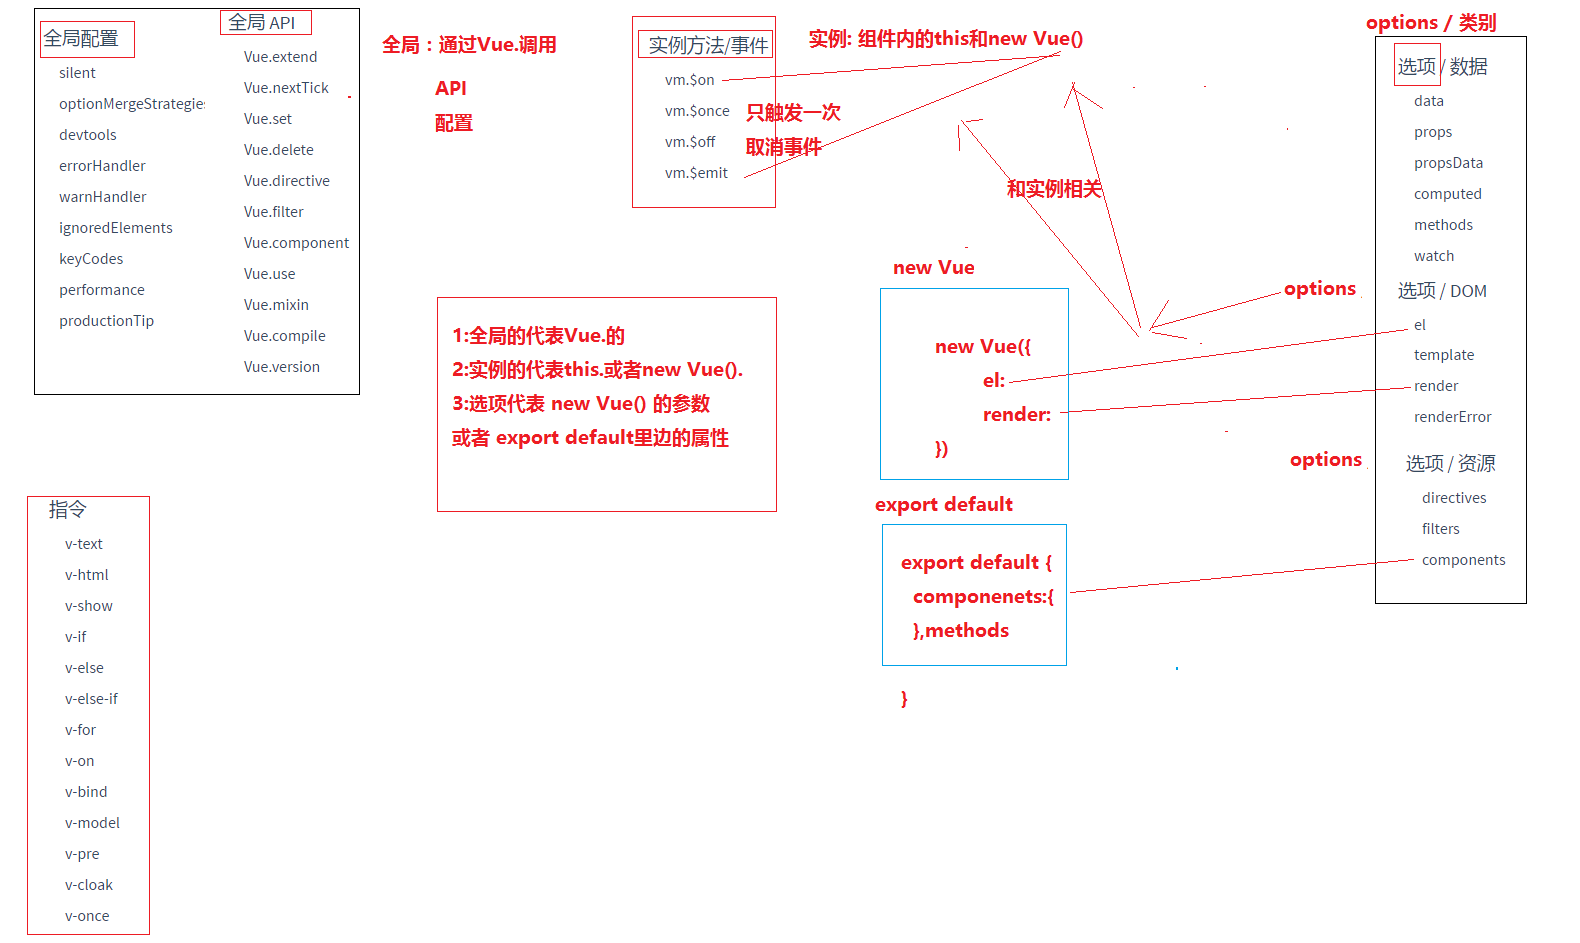 全局配置
silent
optionMergeStrategies
devtools
errorHandler
warnHandler
ignoredElements
keyCodes
performance
productionTip
全局 API
Vue.extend
Vue.nextTick
Vue.set
Vue.delete
Vue.directive
Vue.filter
Vue.component
Vue.use
Vue.mixin
Vue.compile
Vue.version
全局：通过Vue.调用
API
配置
实例方法/事件
vm.$on
vm.$once
vm.$off
vm.$emit
只触发一次
取消事件
实例: 组件内的this和new Vue()
和实例相关
options / 类别
选项 / 数据
data
props
propsData
computed
methods
watch
选项 / DOM
el
template
render
renderError
选项 / 资源
directives
filters
components
options
options
1:全局的代表Vue.的
2:实例的代表this.或者new Vue().
3:选项代表 new Vue() 的参数
或者 export default里边的属性
new Vue
new Vue({
el:
render:
})
export default
export default {
componenets:{
},methods
}
指令
v-text
v-html
v-show
v-if
v-else
v-else-if
v-for
v-on
v-bind
v-model
v-pre
v-cloak
v-once